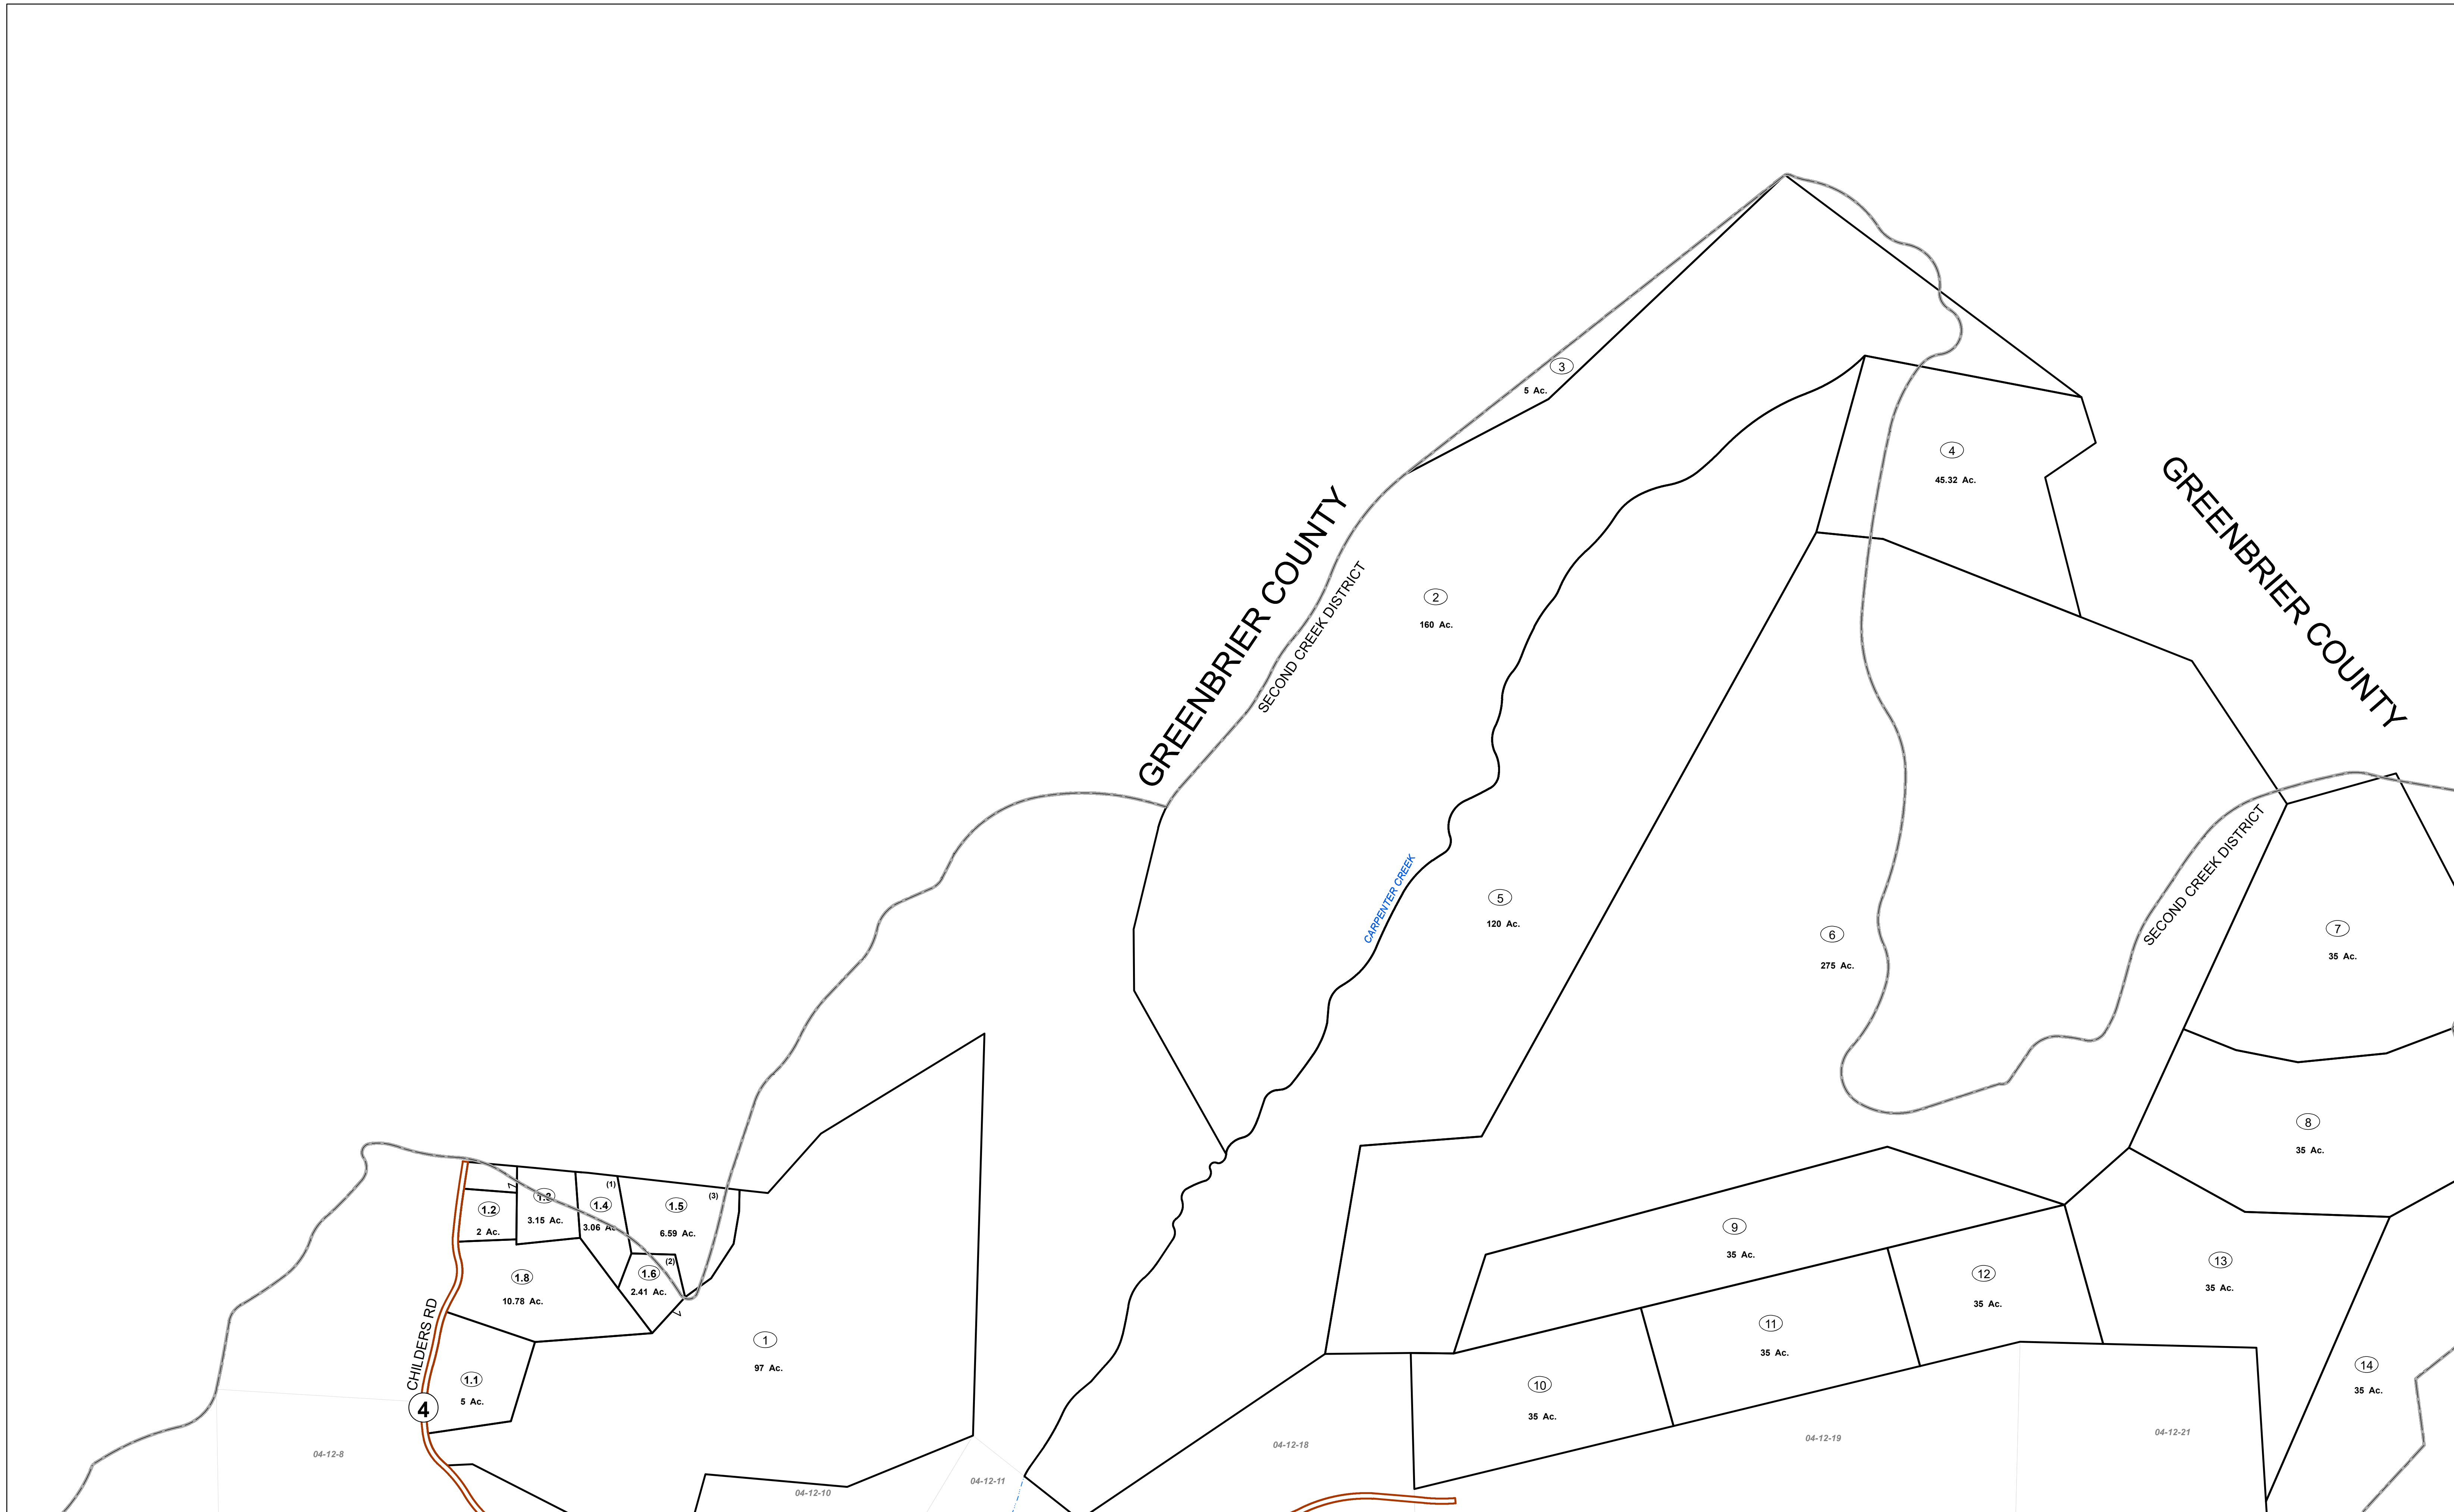 3
5 Ac.
4
45.32 Ac.
GREENBRIER COUNTY
GREENBRIER COUNTY
SECOND CREEK DISTRICT
2
160 Ac.
CARPENTER CREEK
5
120 Ac.
6
275 Ac.
SECOND CREEK DISTRICT
7
35 Ac.
8
35 Ac.
(1)
(3)
1.2
2 Ac.
1.3
3.15 Ac.
1.4
3.06 Ac.
1.5
6.59 Ac.
(2)
1.6
2.41 Ac.
1.8
10.78 Ac.
9
35 Ac.
12
35 Ac.
13
35 Ac.
CHILDERS RD
1
97 Ac.
11
35 Ac.
1.1
5 Ac.
10
35 Ac.
14
35 Ac.
4
04-12-8
04-12-10
04-12-11
04-12-18
04-12-19
04-12-21